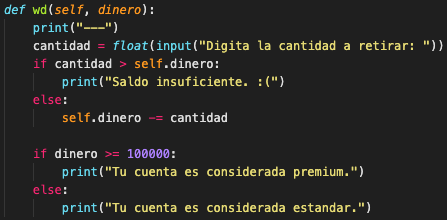 def wd(self, dinero):
    print("---")
    cantidad = float(input("Digita la cantidad a retirar: "))
    if cantidad > self.dinero:
        print("Saldo insuficiente. :(")
    else:
        self.dinero -= cantidad

    if dinero >= 100000:
        print("Tu cuenta es considerada premium.")
    else:
        print("Tu cuenta es considerada estandar.")